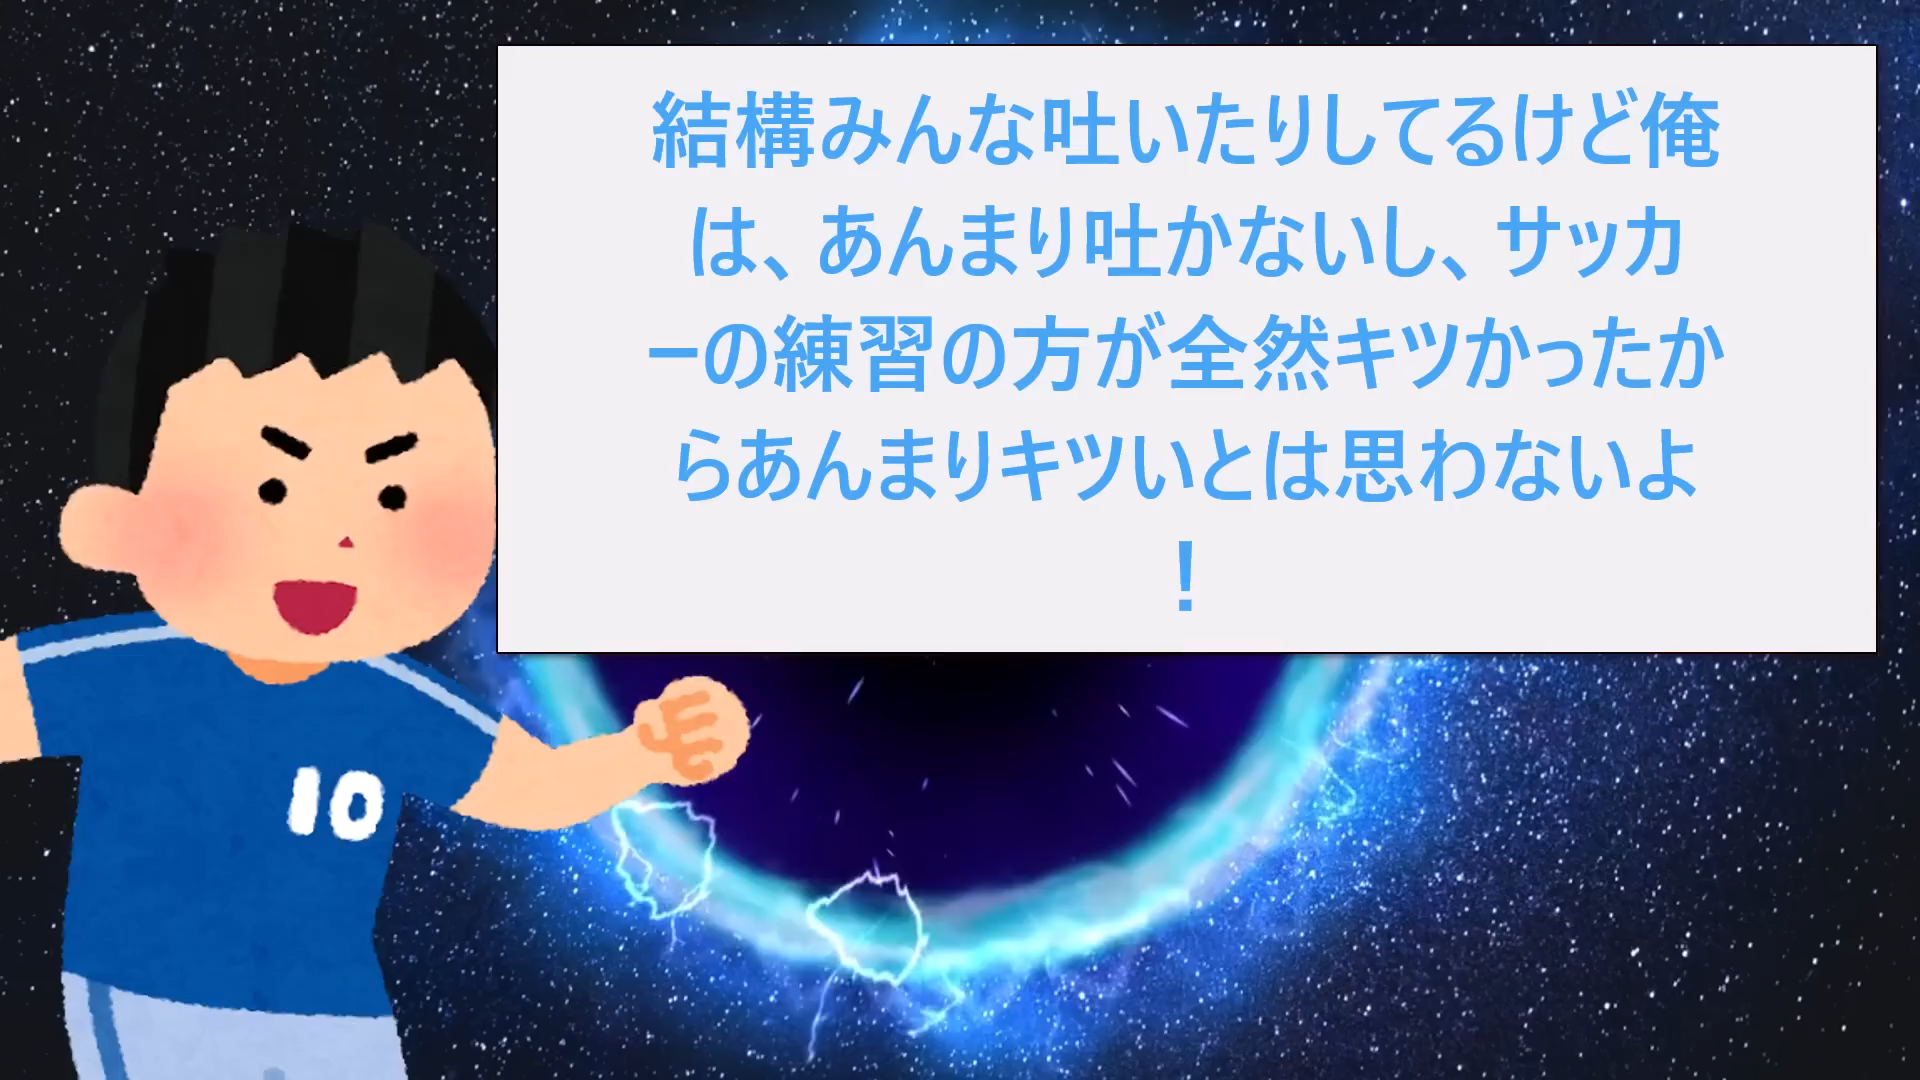 結構みんな吐いたりしてるけど俺
は、あんまり吐かないし、サッカ
ーの練習の方が全然キツかったか
らあんまりキツいとは思わないよ
！
10